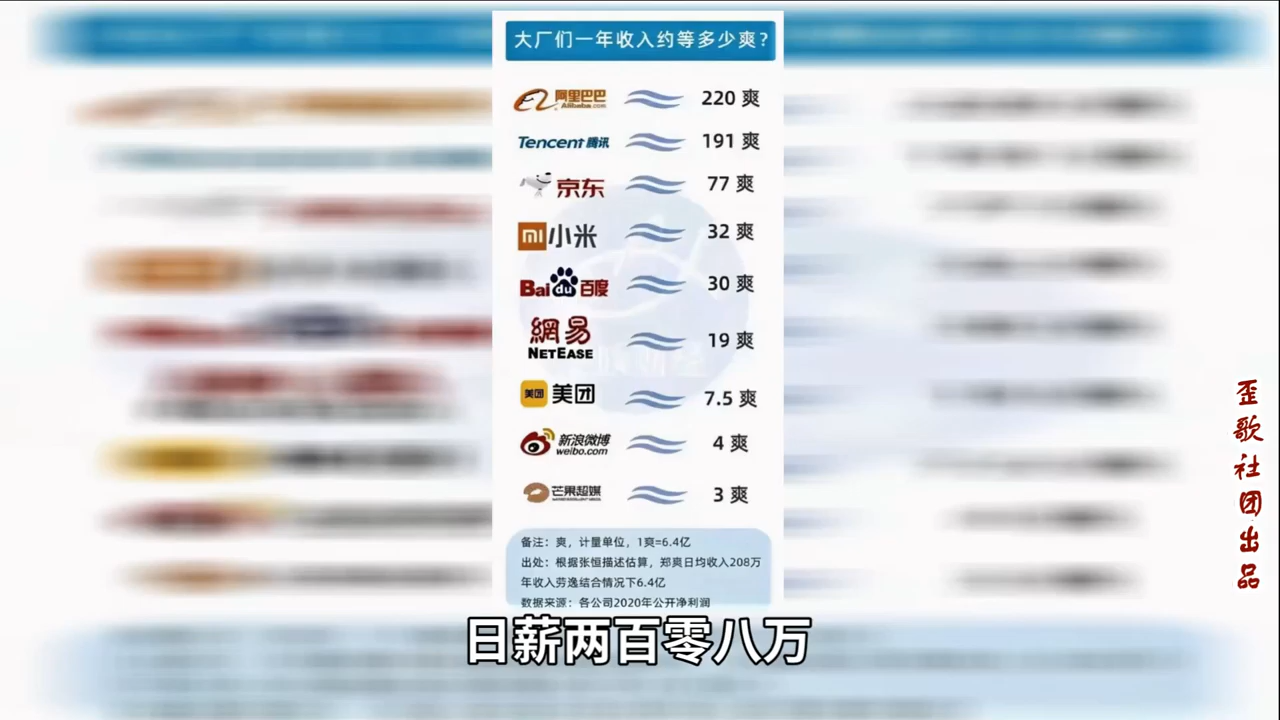 大厂们一年收入约等多少爽?
阿里巴巴
Alibaba.com
220 爽
Tencent 腾讯
191 爽
京东
77 爽
小米
32 爽
Bai du 百度
30 爽
網易
NETEASE
19 爽
美团 美团
7.5 爽
新浪微博
weibo.com
4 爽
芒果超媒
3 爽
备注：爽，计量单位，1爽=6.4亿
出处：根据张恒描述估算，郑爽日均收入208万
年收入劳逸结合情况下6.4亿
数据来源：各公司2020年公开净利润
日薪两百零八万
歪歌社团出品